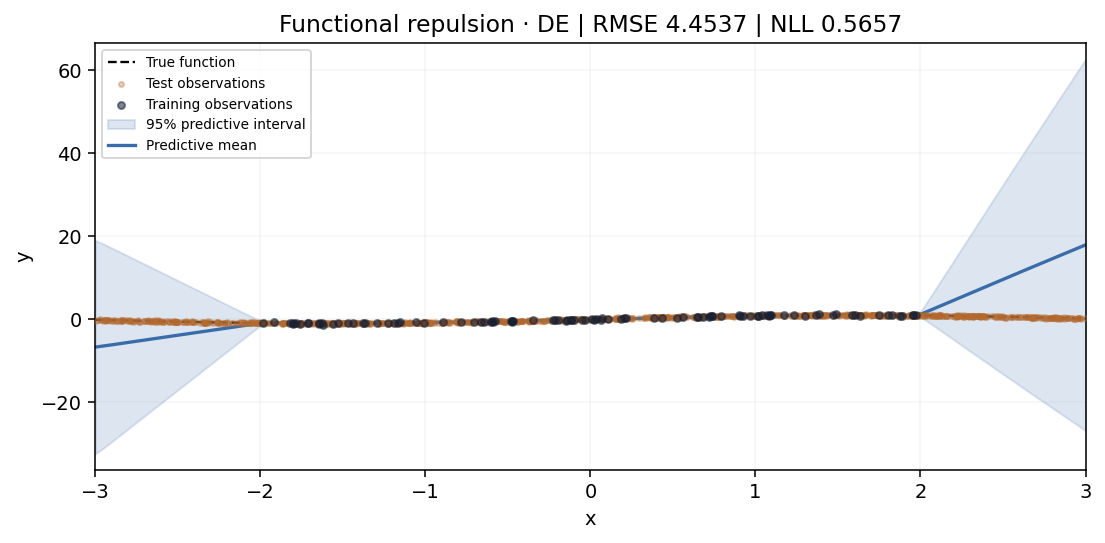 Functional repulsion · DE | RMSE 4.4537 | NLL 0.5657
True function
Test observations
Training observations
95% predictive interval
Predictive mean
y
60
40
20
0
−20
−3
−2
−1
0
1
2
3
x